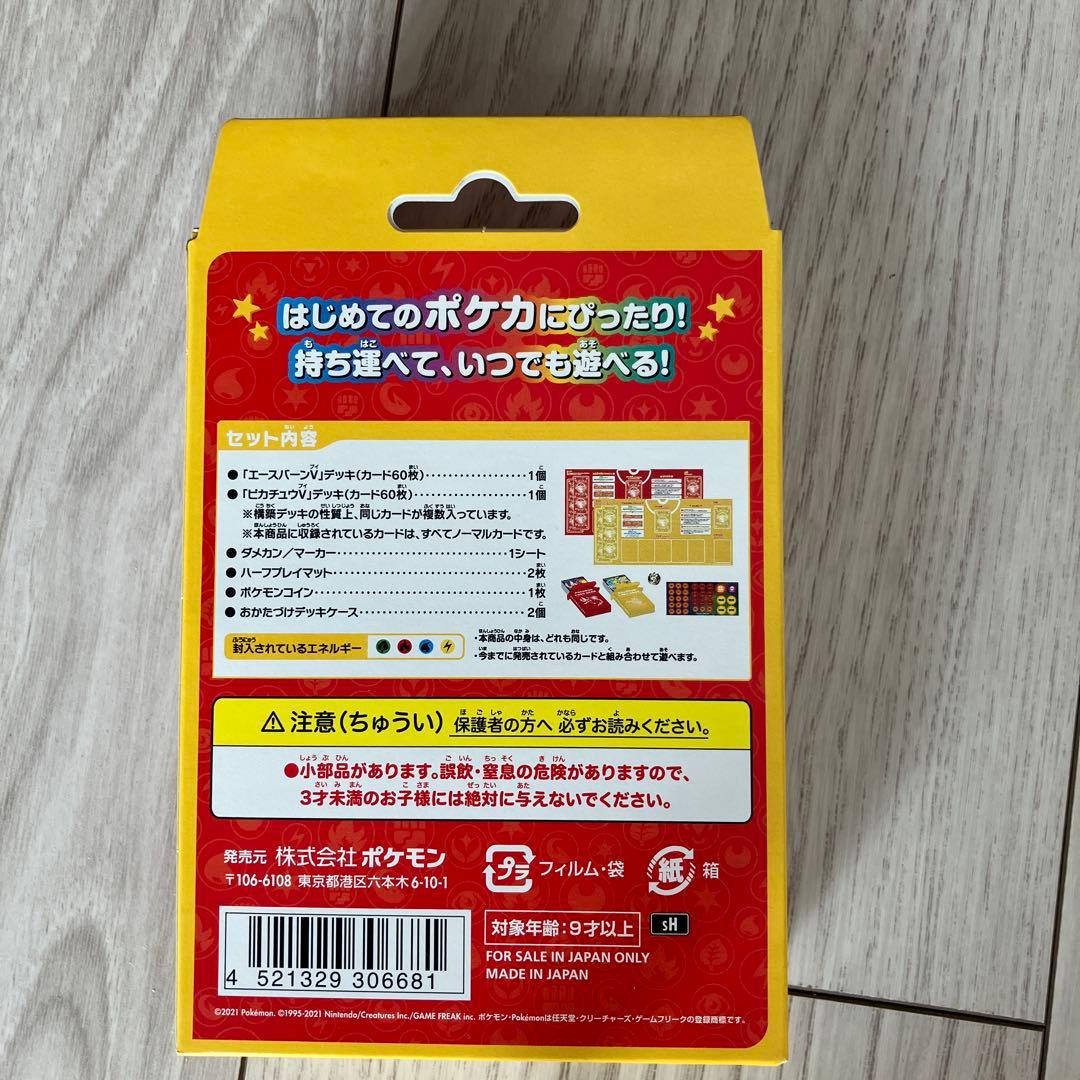 はじめてのポケカにぴったり!
持ち運べて、いつでも遊べる!
セット内容
●「エースバーンV」デッキ(カード60枚)・・・・・・・・・・・・1個
●「ピカチュウV」デッキ(カード60枚)・・・・・・・・・・・・・1個
※構築デッキの性質上、同じカードが複数入っています。
※本商品に収録されているカードは、すべてノーマルカードです。
●ダメカン/マーカー・・・・・・・・・・・・・・・・・・・・・1シート
●ハーフプレイマット・・・・・・・・・・・・・・・・・・・・・・2枚
●ポケモンコイン・・・・・・・・・・・・・・・・・・・・・・・・1枚
●おかたづけデッキケース・・・・・・・・・・・・・・・・・・・・2個
封入されているエネルギー
・本商品の中身は、どれも同じです。
・今までに発売されているカードと組み合わせて遊べます。
⚠注意(ちゅうい) 保護者の方へ 必ずお読みください。
●小部品があります。誤飲・窒息の危険がありますので、
3才未満のお子様には絶対に与えないでください。
発売元 株式会社ポケモン
〒106-6108 東京都港区六本木6-10-1
プラ フィルム・袋
紙 箱
対象年齢:9才以上
sH
FOR SALE IN JAPAN ONLY
MADE IN JAPAN
4 521329 306681
©2021 Pokémon. ©1995-2021 Nintendo/Creatures Inc./GAME FREAK inc. ポケモン・Pokémonは任天堂・クリーチャーズ・ゲームフリークの登録商標です。